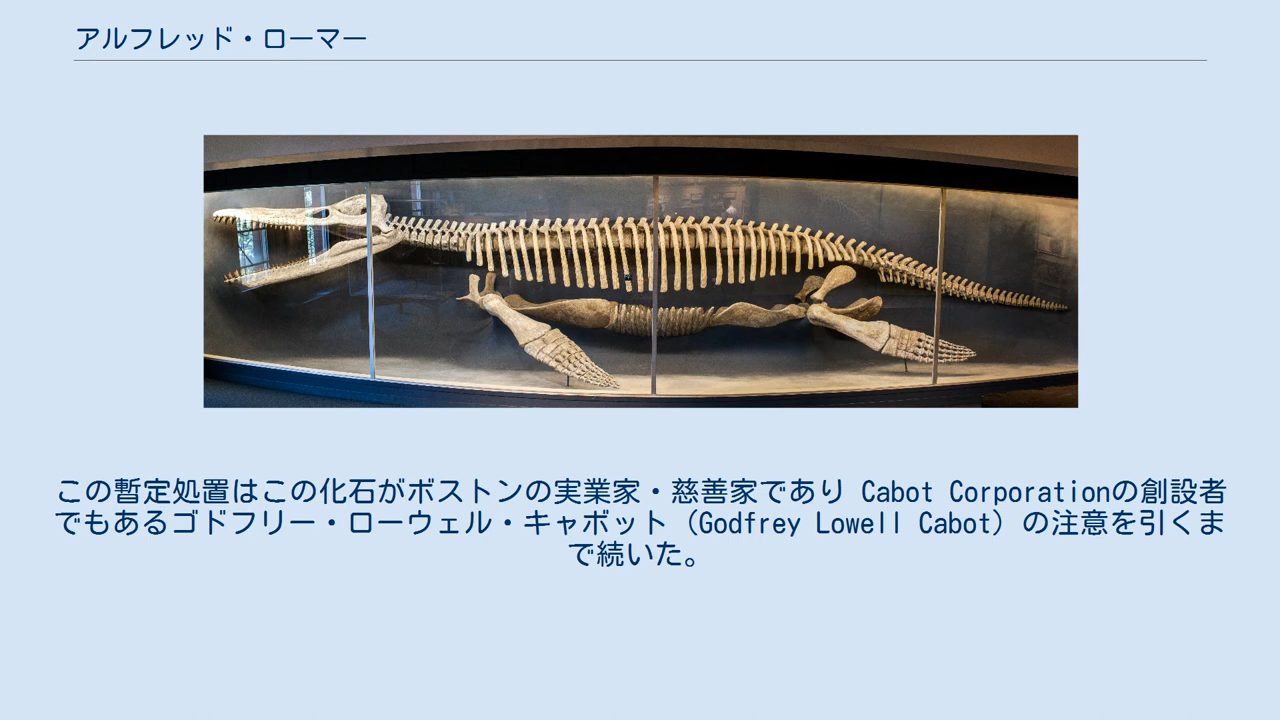 アルフレッド・ローマー
この暫定処置はこの化石がボストンの実業家・慈善家であり Cabot Corporationの創設者
でもあるゴドフリー・ローウェル・キャボット（Godfrey Lowell Cabot）の注意を引くま
で続いた。